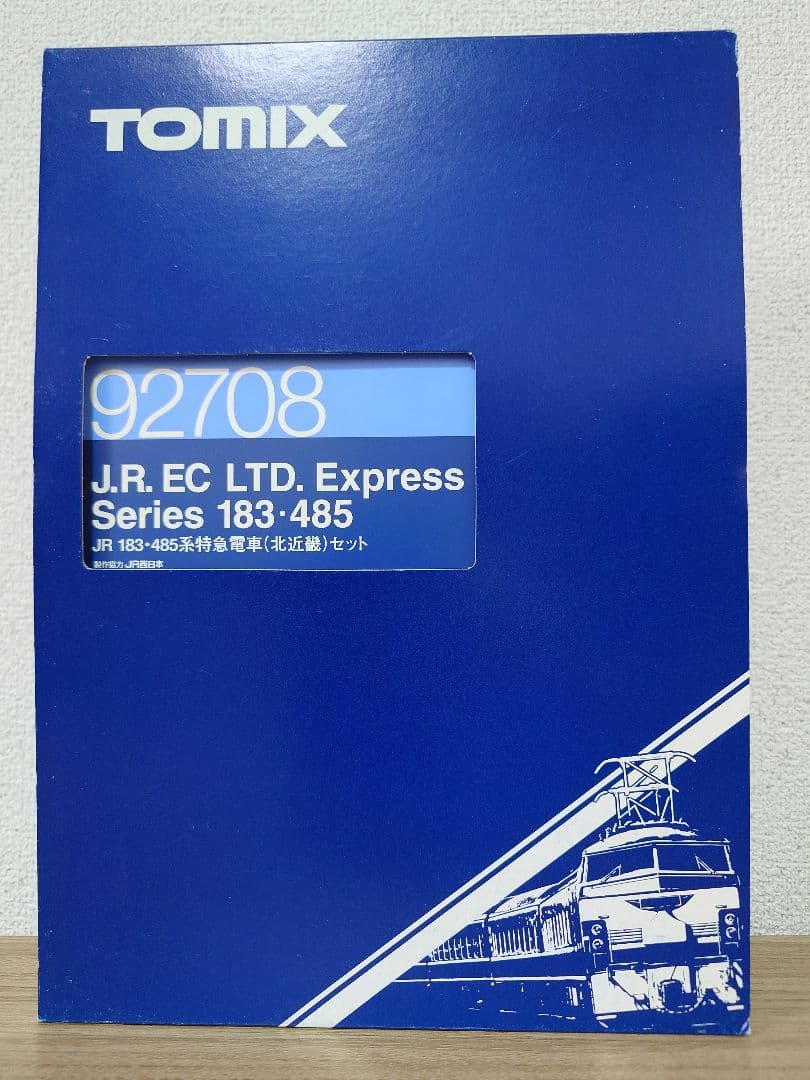 TOMIX
92708
J.R. EC LTD. Express
Series 183·485
JR 183•485系特急電車(北近畿)セット
製作協力 JR西日本